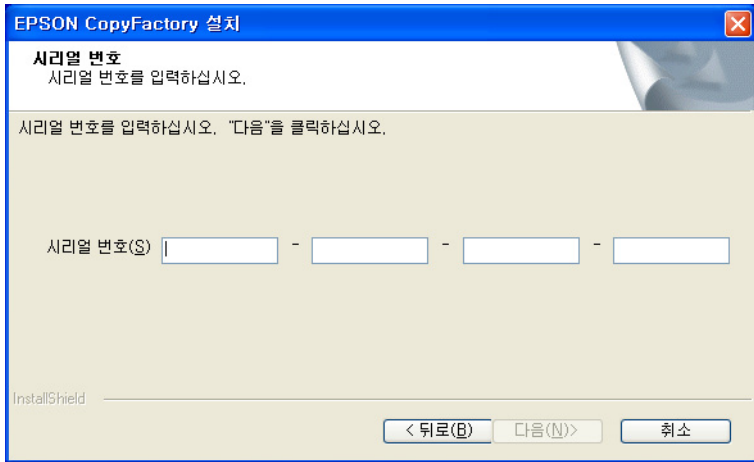 EPSON CopyFactory 설치
시리얼 번호
시리얼 번호를 입력하십시오.
시리얼 번호를 입력하십시오. "다음"을 클릭하십시오.
시리얼 번호(S) - - -
InstallShield
< 뒤로(B) 다음(N)> 취소